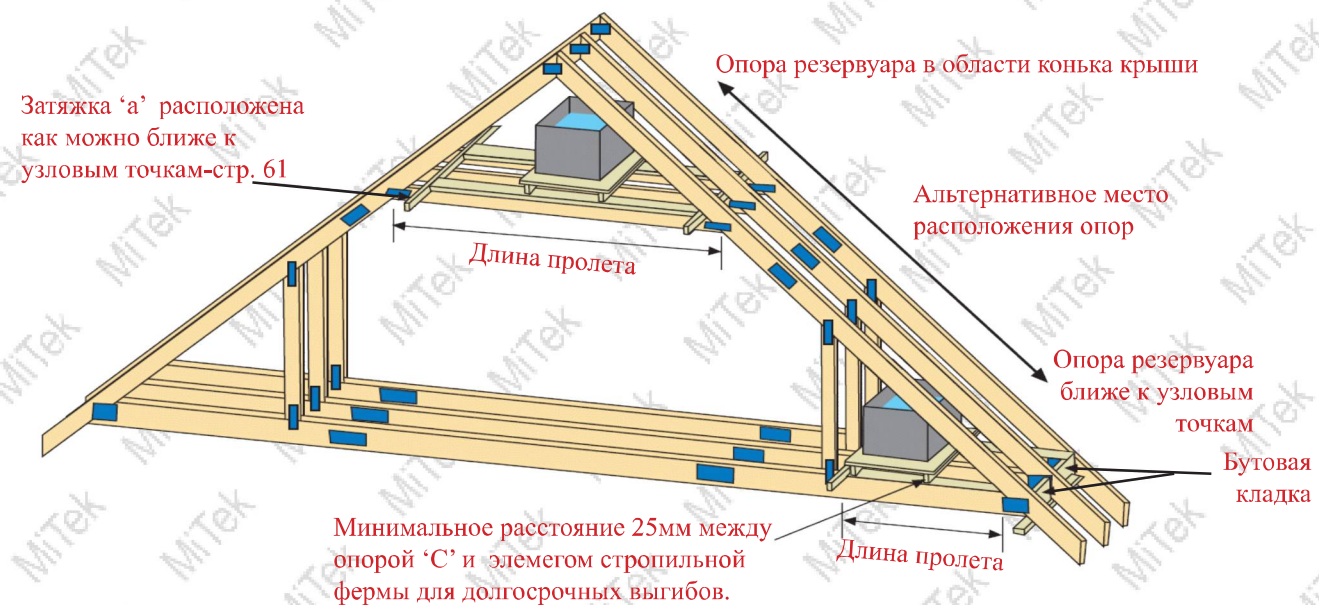 Опора резервуара в области конька крыши
Затяжка ‘а’ расположена
как можно ближе к
узловым точкам-стр. 61
Альтернативное место
расположения опор
Длина пролета
Опора резервуара
ближе к узловым
точкам
Бутовая
кладка
Минимальное расстояние 25мм между
опорой ‘С’ и элемегом стропильной
фермы для долгосрочных выгибов.
Длина пролета
MiTek